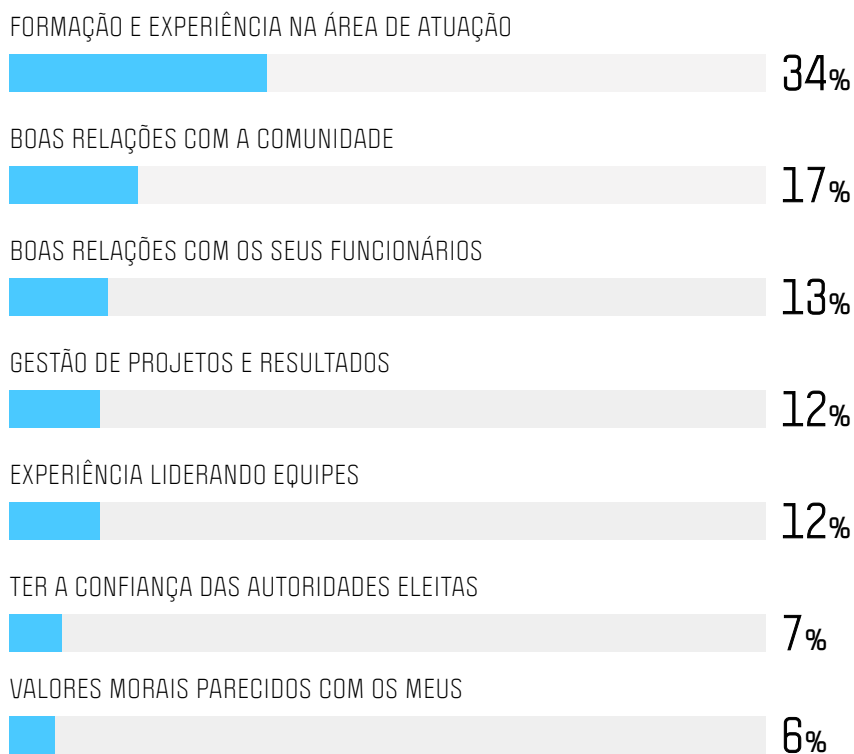 FORMAÇÃO E EXPERIÊNCIA NA ÁREA DE ATUAÇÃO
34%
BOAS RELAÇÕES COM A COMUNIDADE
17%
BOAS RELAÇÕES COM OS SEUS FUNCIONÁRIOS
13%
GESTÃO DE PROJETOS E RESULTADOS
12%
EXPERIÊNCIA LIDERANDO EQUIPES
12%
TER A CONFIANÇA DAS AUTORIDADES ELEITAS
7%
VALORES MORAIS PARECIDOS COM OS MEUS
6%